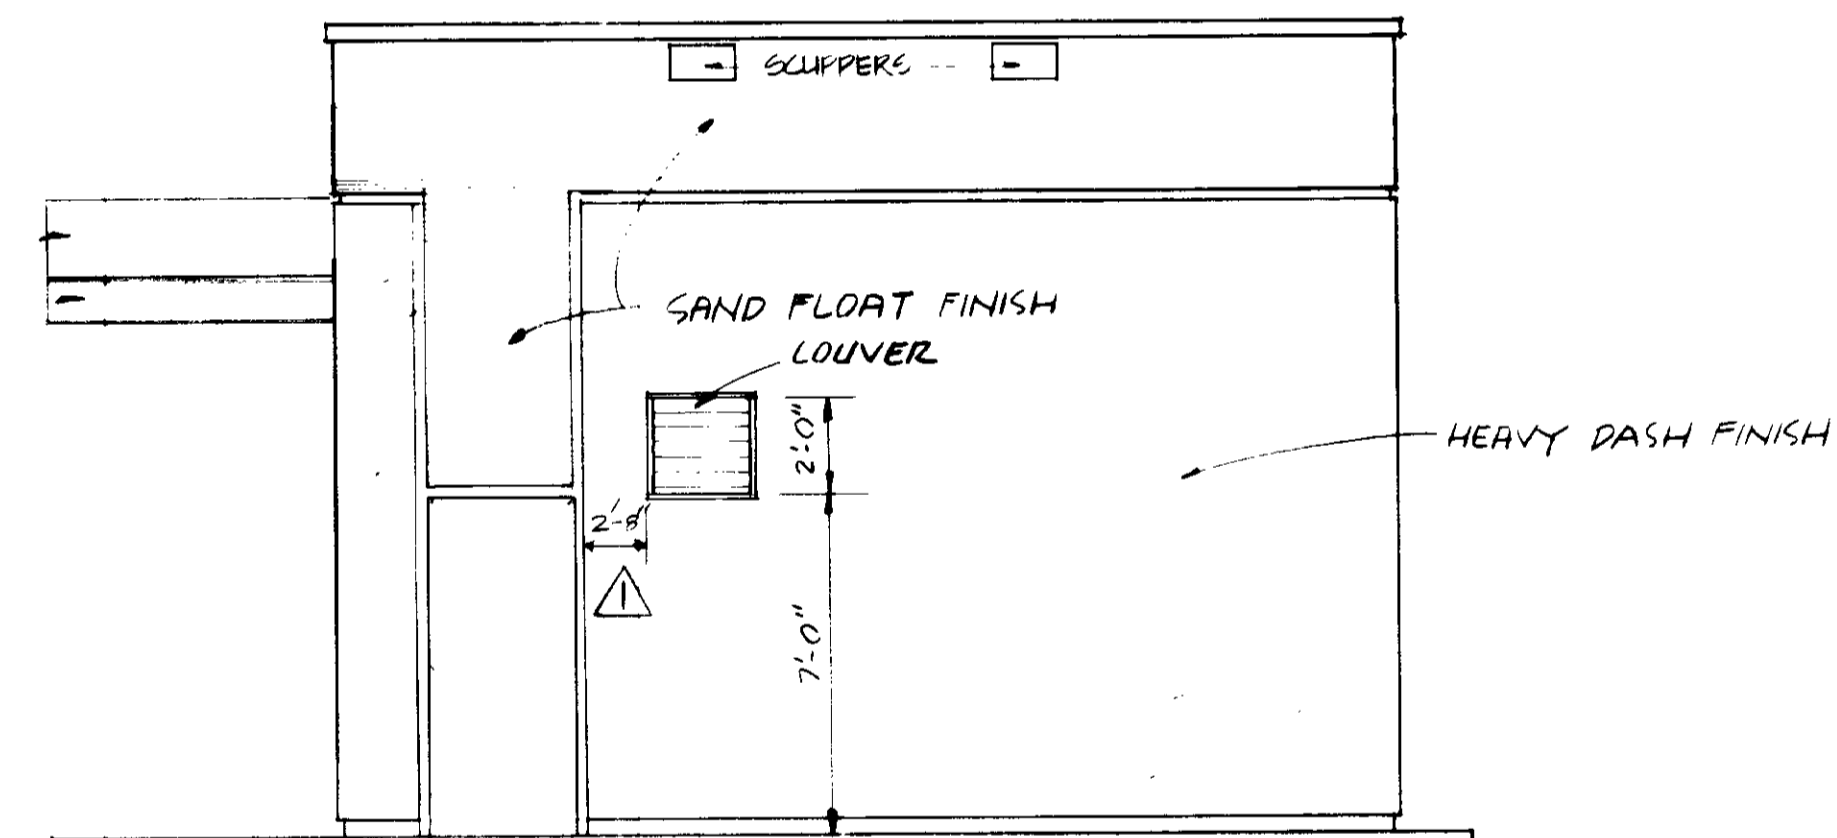 SCUPPERS
SAND FLOAT FINISH
LOUVER
2'-0"
HEAVY DASH FINISH
2'-8"
1
7'-0"